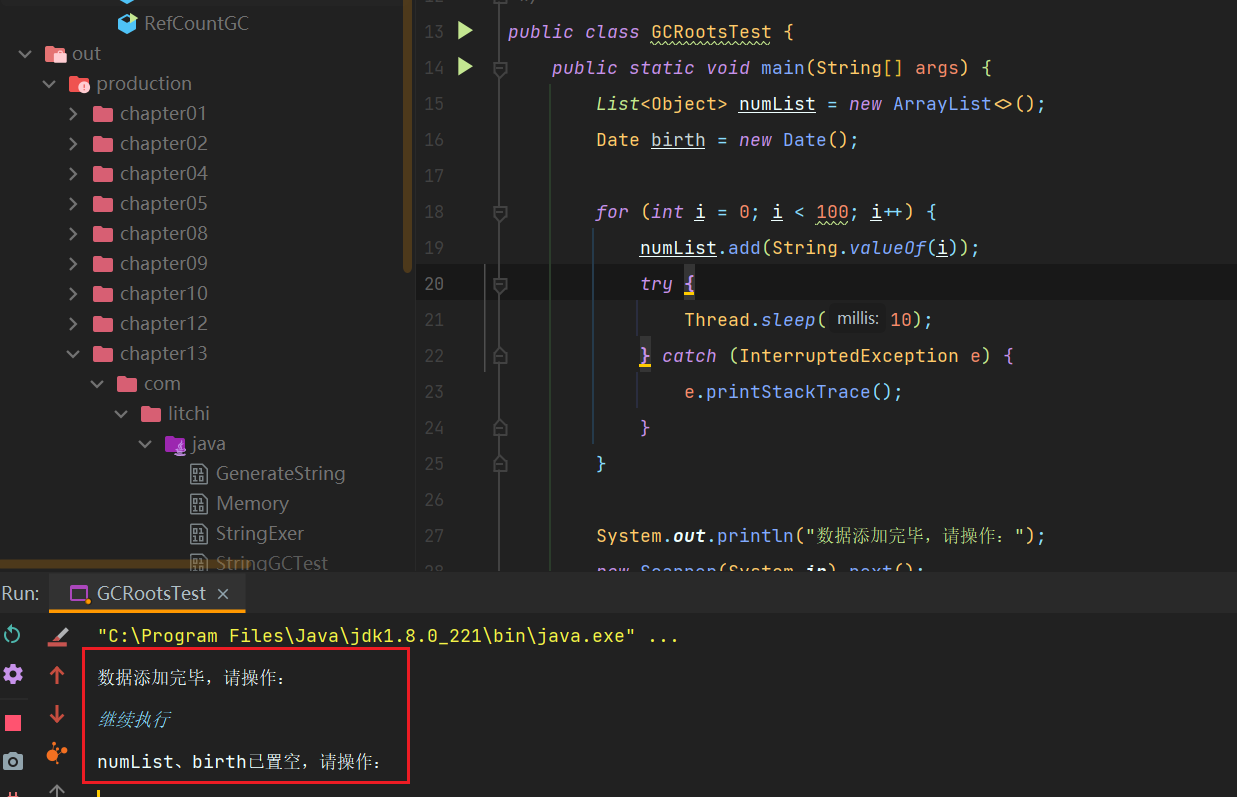 RefCountGC
out
production
chapter01
chapter02
chapter04
chapter05
chapter08
chapter09
chapter10
chapter12
chapter13
com
litchi
java
GenerateString
Memory
StringExer
StringGCTest
13 public class GCRootsTest {
14 public static void main(String[] args) {
15 List<Object> numList = new ArrayList<>();
16 Date birth = new Date();
17
18 for (int i = 0; i < 100; i++) {
19 numList.add(String.valueOf(i));
20 try {
21 Thread.sleep( millis: 10);
22 } catch (InterruptedException e) {
23 e.printStackTrace();
24 }
25 }
26
27 System.out.println("数据添加完毕，请操作：");
28 new Scanner(System.in).next();
Run: GCRootsTest ×
"C:\Program Files\Java\jdk1.8.0_221\bin\java.exe" ...
数据添加完毕，请操作：
继续执行
numList、birth已置空，请操作：